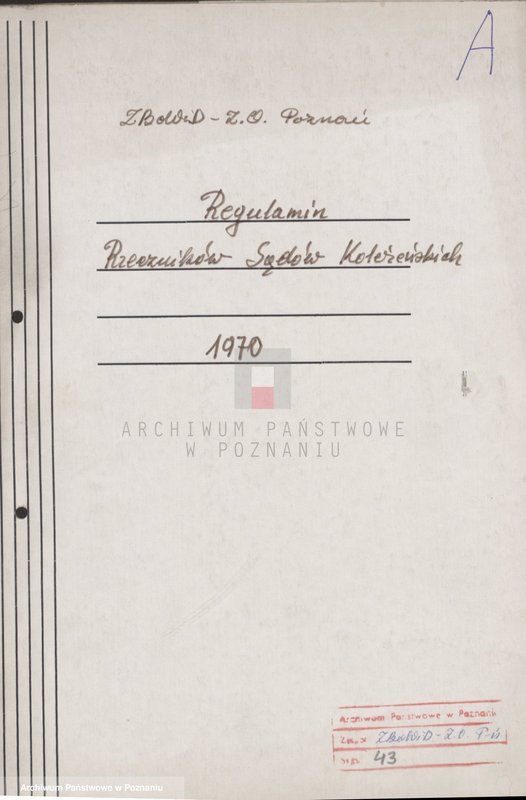 A
ZBoWiD - Z.O. Poznań
Regulamin
Rzeczników Sądów Koleżeńskich
1970
ARCHIWUM PAŃSTWOWE
W POZNANIU
Archiwum Państwowe w Poznaniu
Zesp. ZBoWiD - Z.O. P-ń
sygn. 43
Archiwum Państwowe w Poznaniu